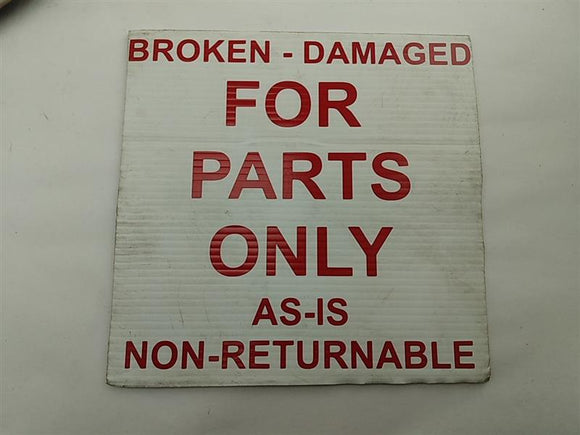 BROKEN - DAMAGED
FOR
PARTS
ONLY
AS-IS
NON-RETURNABLE